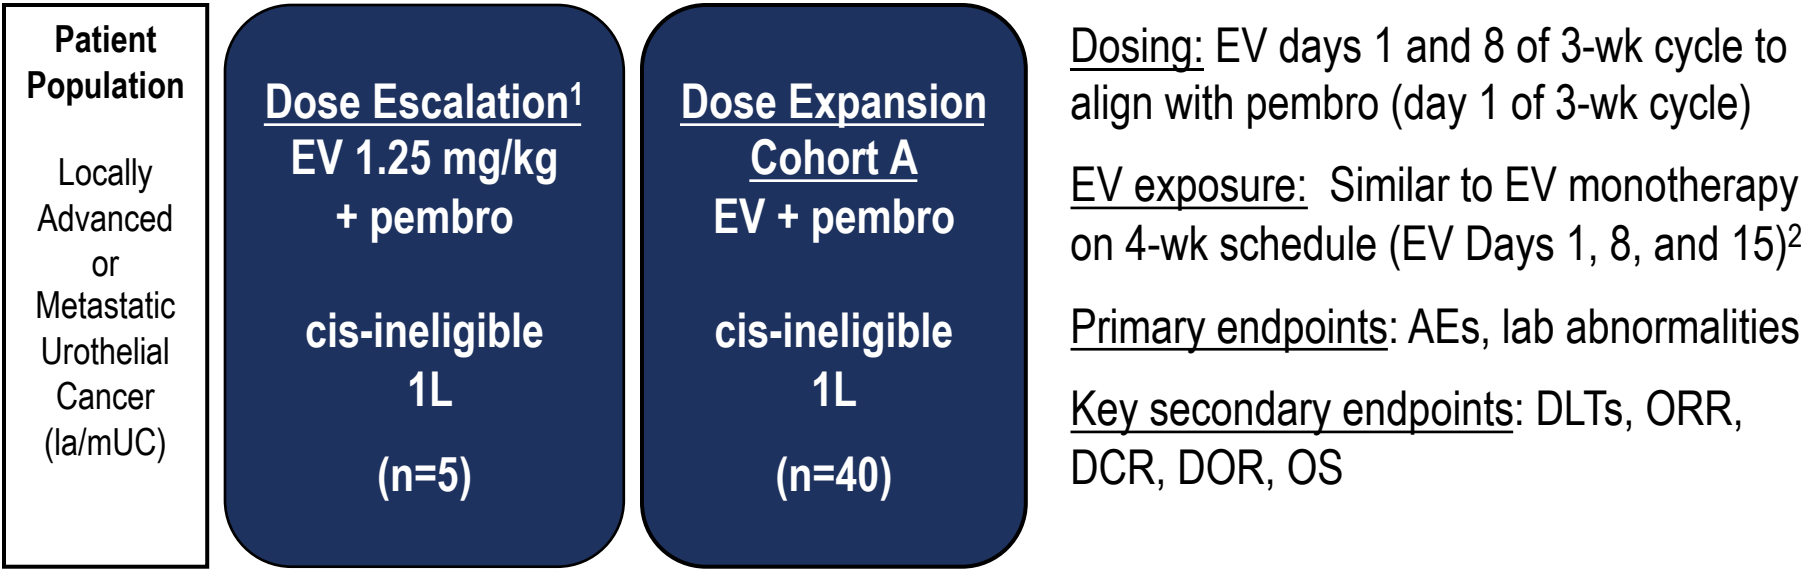 Patient
Population
Locally
Advanced
or
Metastatic
Urothelial
Cancer
(la/mUC)
Dose Escalation¹
EV 1.25 mg/kg
+ pembro
cis-ineligible
1L
(n=5)
Dose Expansion
Cohort A
EV + pembro
cis-ineligible
1L
(n=40)
Dosing: EV days 1 and 8 of 3-wk cycle to
align with pembro (day 1 of 3-wk cycle)
EV exposure: Similar to EV monotherapy
on 4-wk schedule (EV Days 1, 8, and 15)²
Primary endpoints: AEs, lab abnormalities
Key secondary endpoints: DLTs, ORR,
DCR, DOR, OS